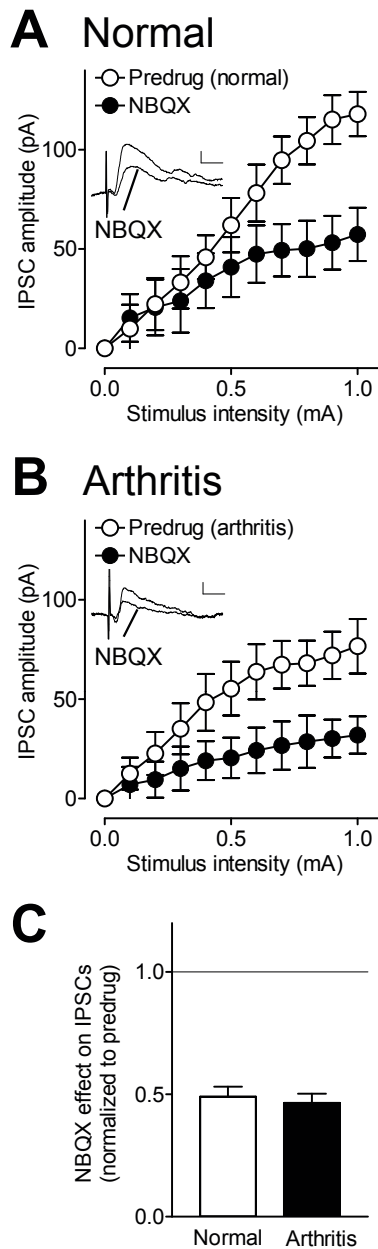 A Normal
Predrug (normal)
NBQX
NBQX
IPSC amplitude (pA)
100
50
0
0.0 0.5 1.0
Stimulus intensity (mA)
B Arthritis
Predrug (arthritis)
NBQX
NBQX
IPSC amplitude (pA)
100
50
0
0.0 0.5 1.0
Stimulus intensity (mA)
C
NBQX effect on IPSCs
(normalized to predrug)
1.0
0.5
0.0
Normal Arthritis